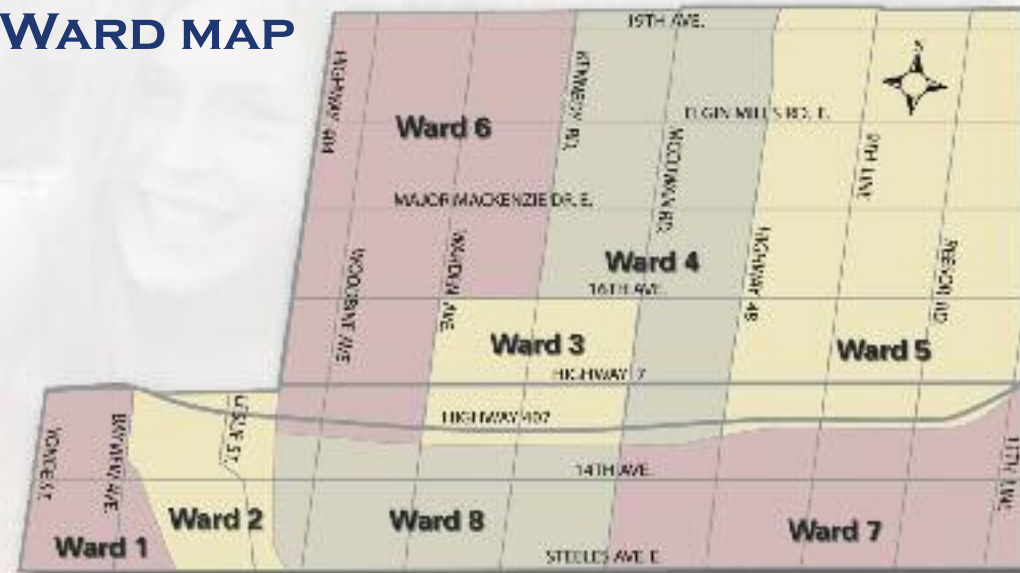 WARD MAP
19TH AVE.
HIGHWAY 404
KENNEDY RD.
ELGIN MILLS RD. E.
Ward 6
MCCOWAN RD.
9TH LINE
MAJOR MACKENZIE DR. E.
WOODBINE AVE
WARDEN AVE
Ward 4
HIGHWAY 48
REESOR RD
16TH AVE.
Ward 3
Ward 5
HIGHWAY 7
HIGHWAY 407
YONGE ST.
BAYVIEW AVE.
LESLIE ST.
11TH LINE
14TH AVE.
Ward 2
Ward 8
Ward 7
Ward 1
STEELES AVE. E.